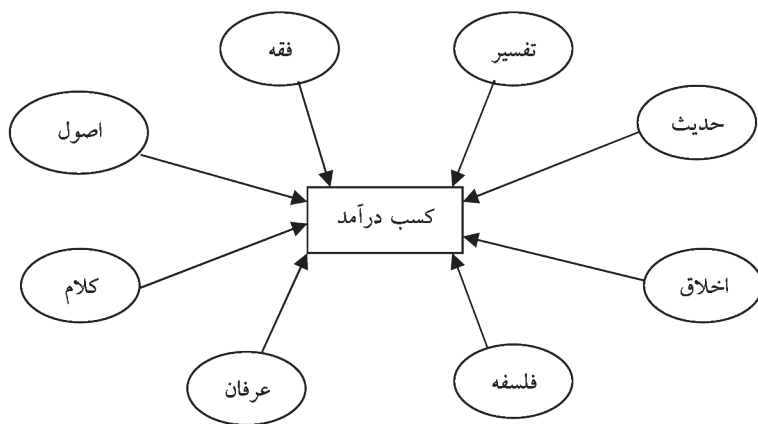 تفسیر
فقه
حدیث
اصول
کسب درآمد
اخلاق
کلام
فلسفه
عرفان